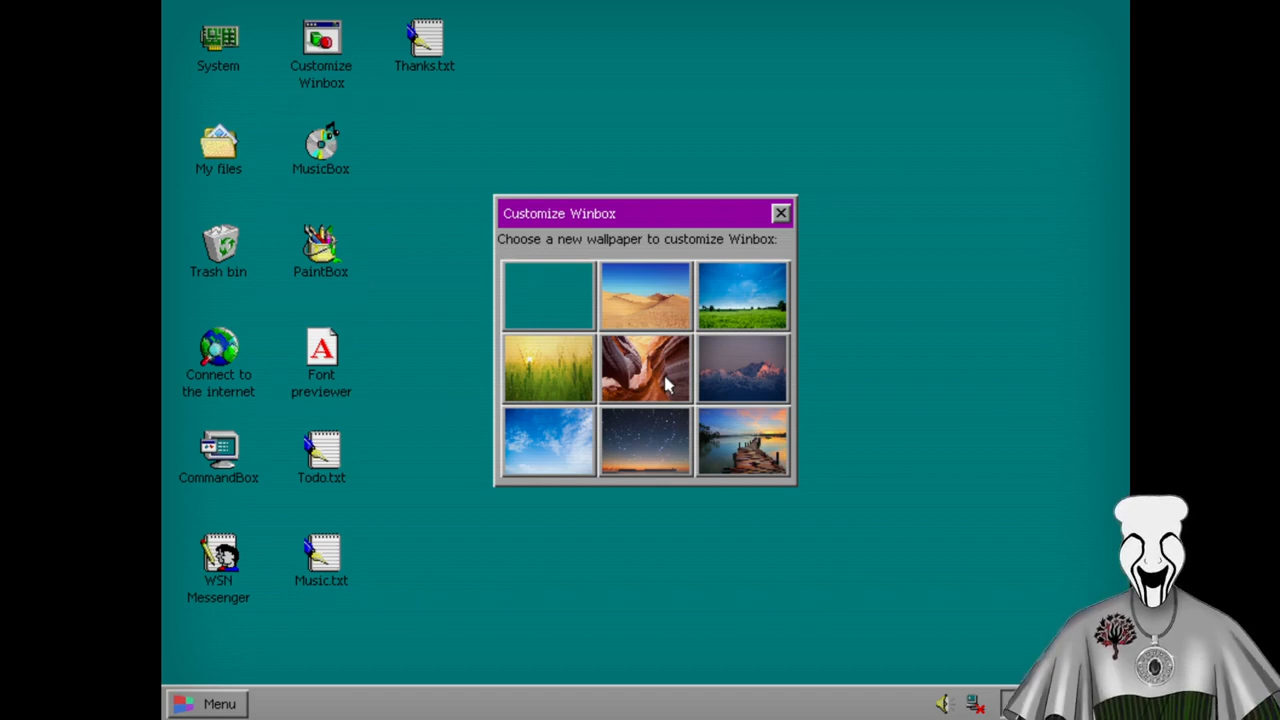 System
Customize
Winbox
Thanks.txt
My files
MusicBox
Customize Winbox
Choose a new wallpaper to customize Winbox:
Trash bin
PaintBox
Connect to
the internet
Font
previewer
CommandBox
Todo.txt
WSN
Messenger
Music.txt
Menu